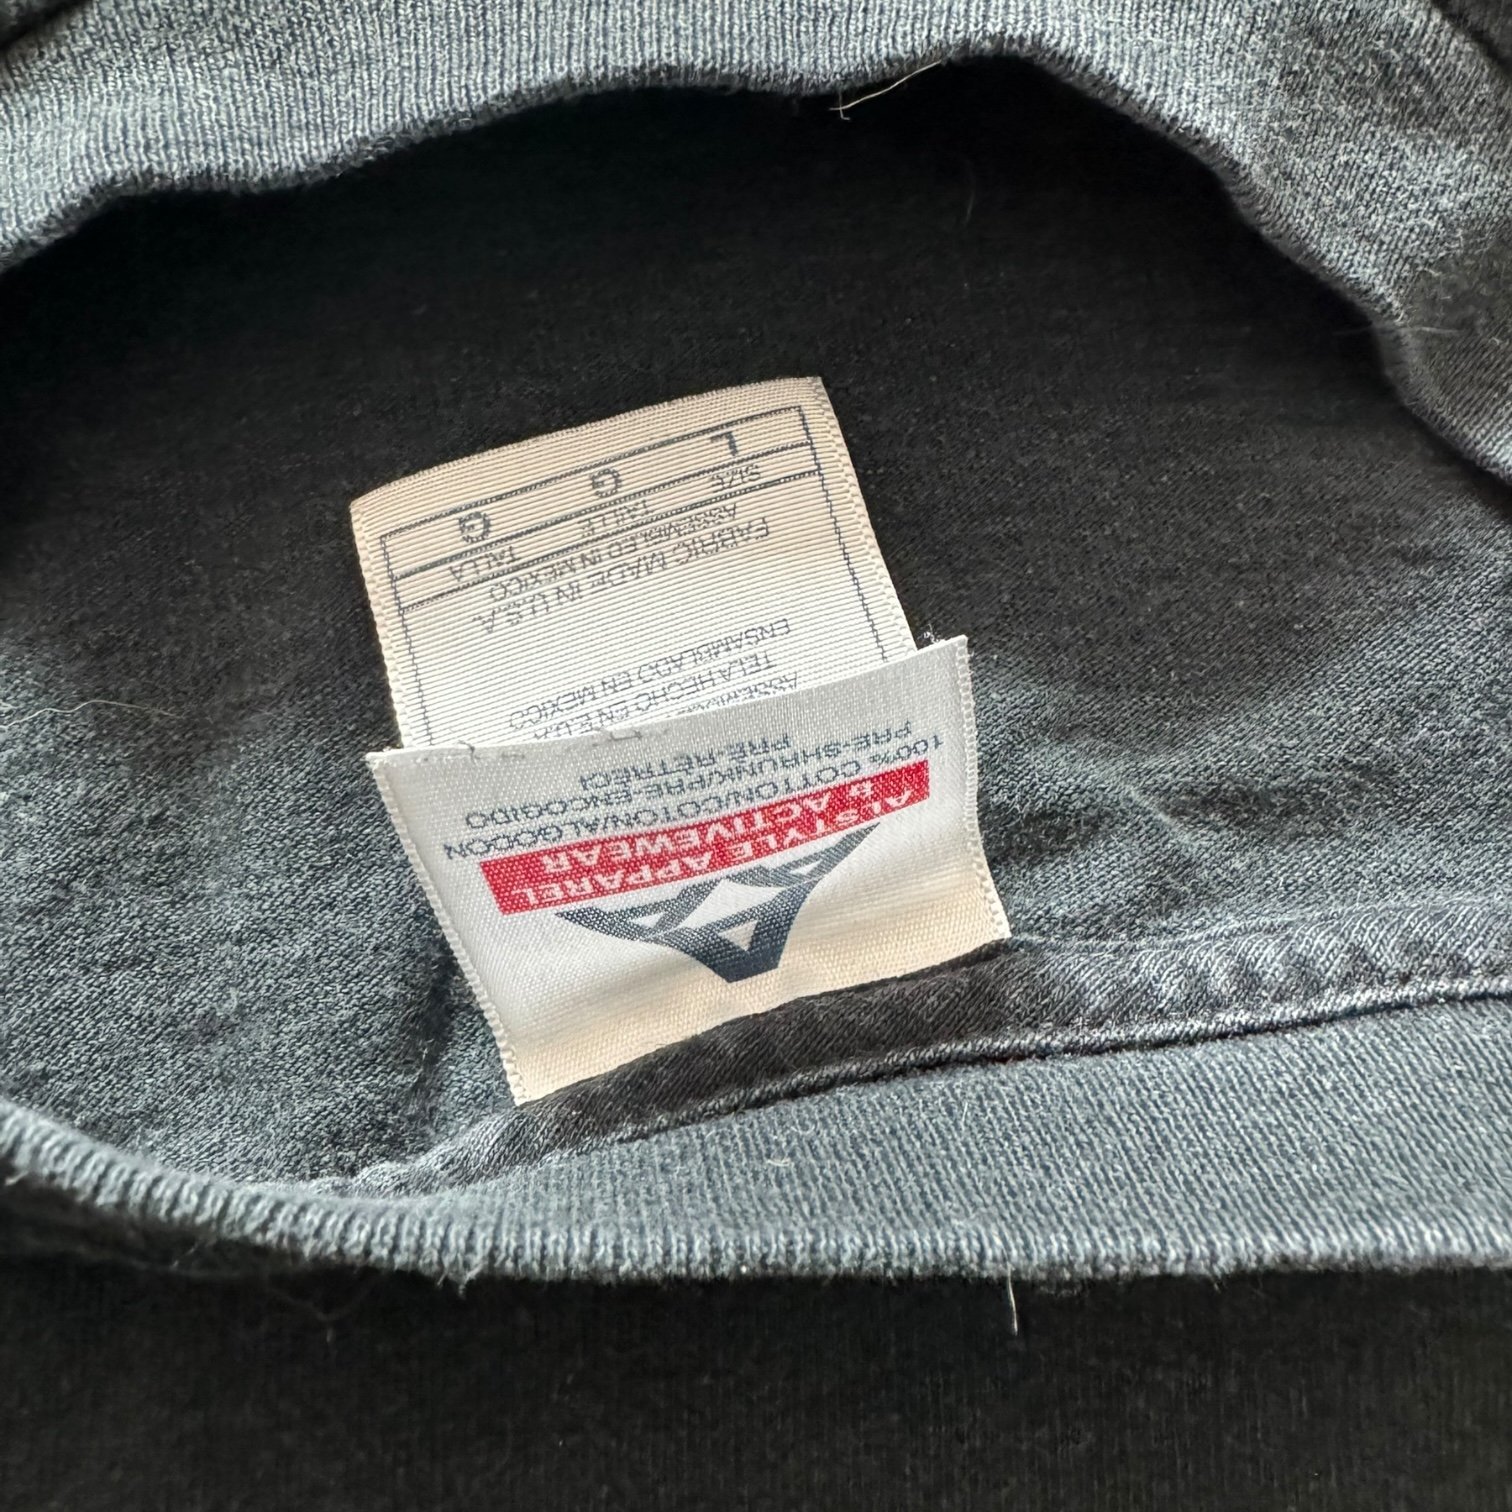 ALSTYLE APPAREL
& ACTIVEWEAR
100% COTTON/COTON/ALGODON
PRE-SHRUNK/PRE-ENCOGIDO
PRE-RETRECI
TELA HECHO EN E.U.A.
ENSAMBLADO EN MEXICO
FABRIC MADE IN U.S.A.
ASSEMBLED IN MEXICO
SIZE TAILLE TALLA
L G G